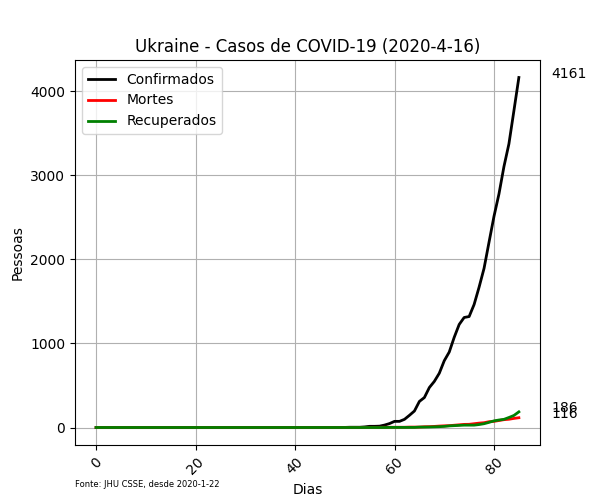 Ukraine - Casos de COVID-19 (2020-4-16)
Confirmados
Mortes
Recuperados
4161
186
116
4000
3000
2000
1000
0
Pessoas
0
20
40
60
80
Dias
Fonte: JHU CSSE, desde 2020-1-22